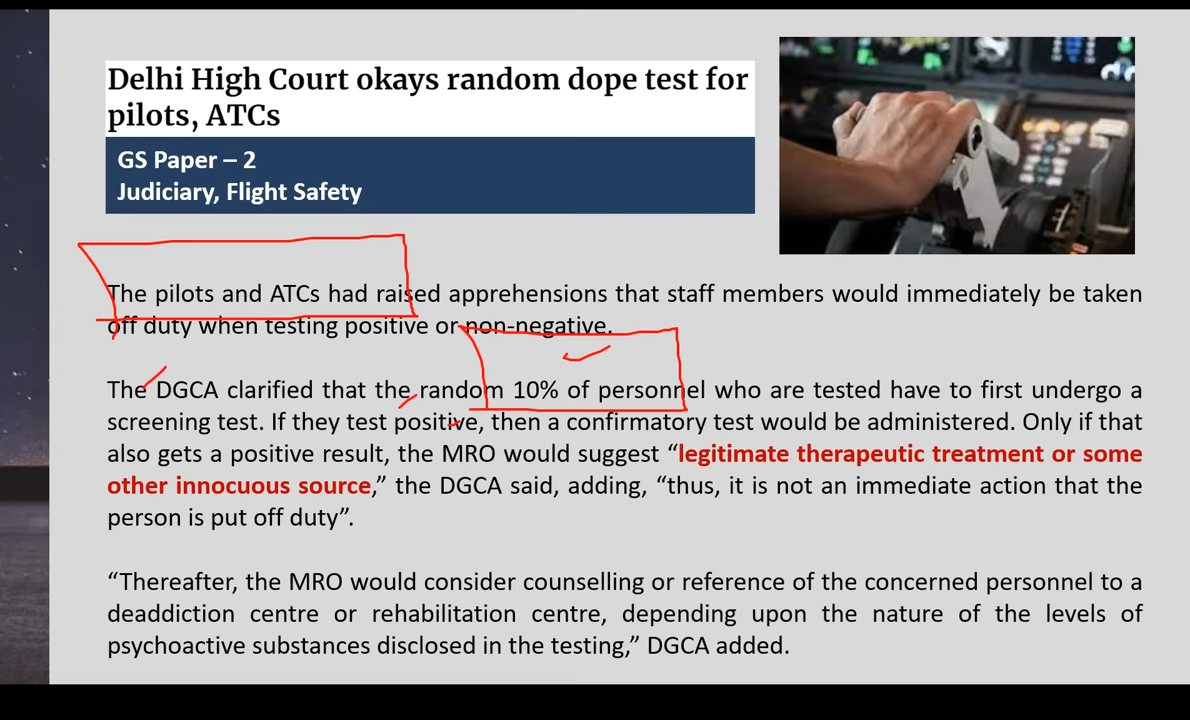 Delhi High Court okays random dope test for
pilots, ATCs
GS Paper – 2
Judiciary, Flight Safety
The pilots and ATCs had raised apprehensions that staff members would immediately be taken
off duty when testing positive or non-negative.
The DGCA clarified that the random 10% of personnel who are tested have to first undergo a
screening test. If they test positive, then a confirmatory test would be administered. Only if that
also gets a positive result, the MRO would suggest “legitimate therapeutic treatment or some
other innocuous source,” the DGCA said, adding, “thus, it is not an immediate action that the
person is put off duty”.
“Thereafter, the MRO would consider counselling or reference of the concerned personnel to a
deaddiction centre or rehabilitation centre, depending upon the nature of the levels of
psychoactive substances disclosed in the testing,” DGCA added.